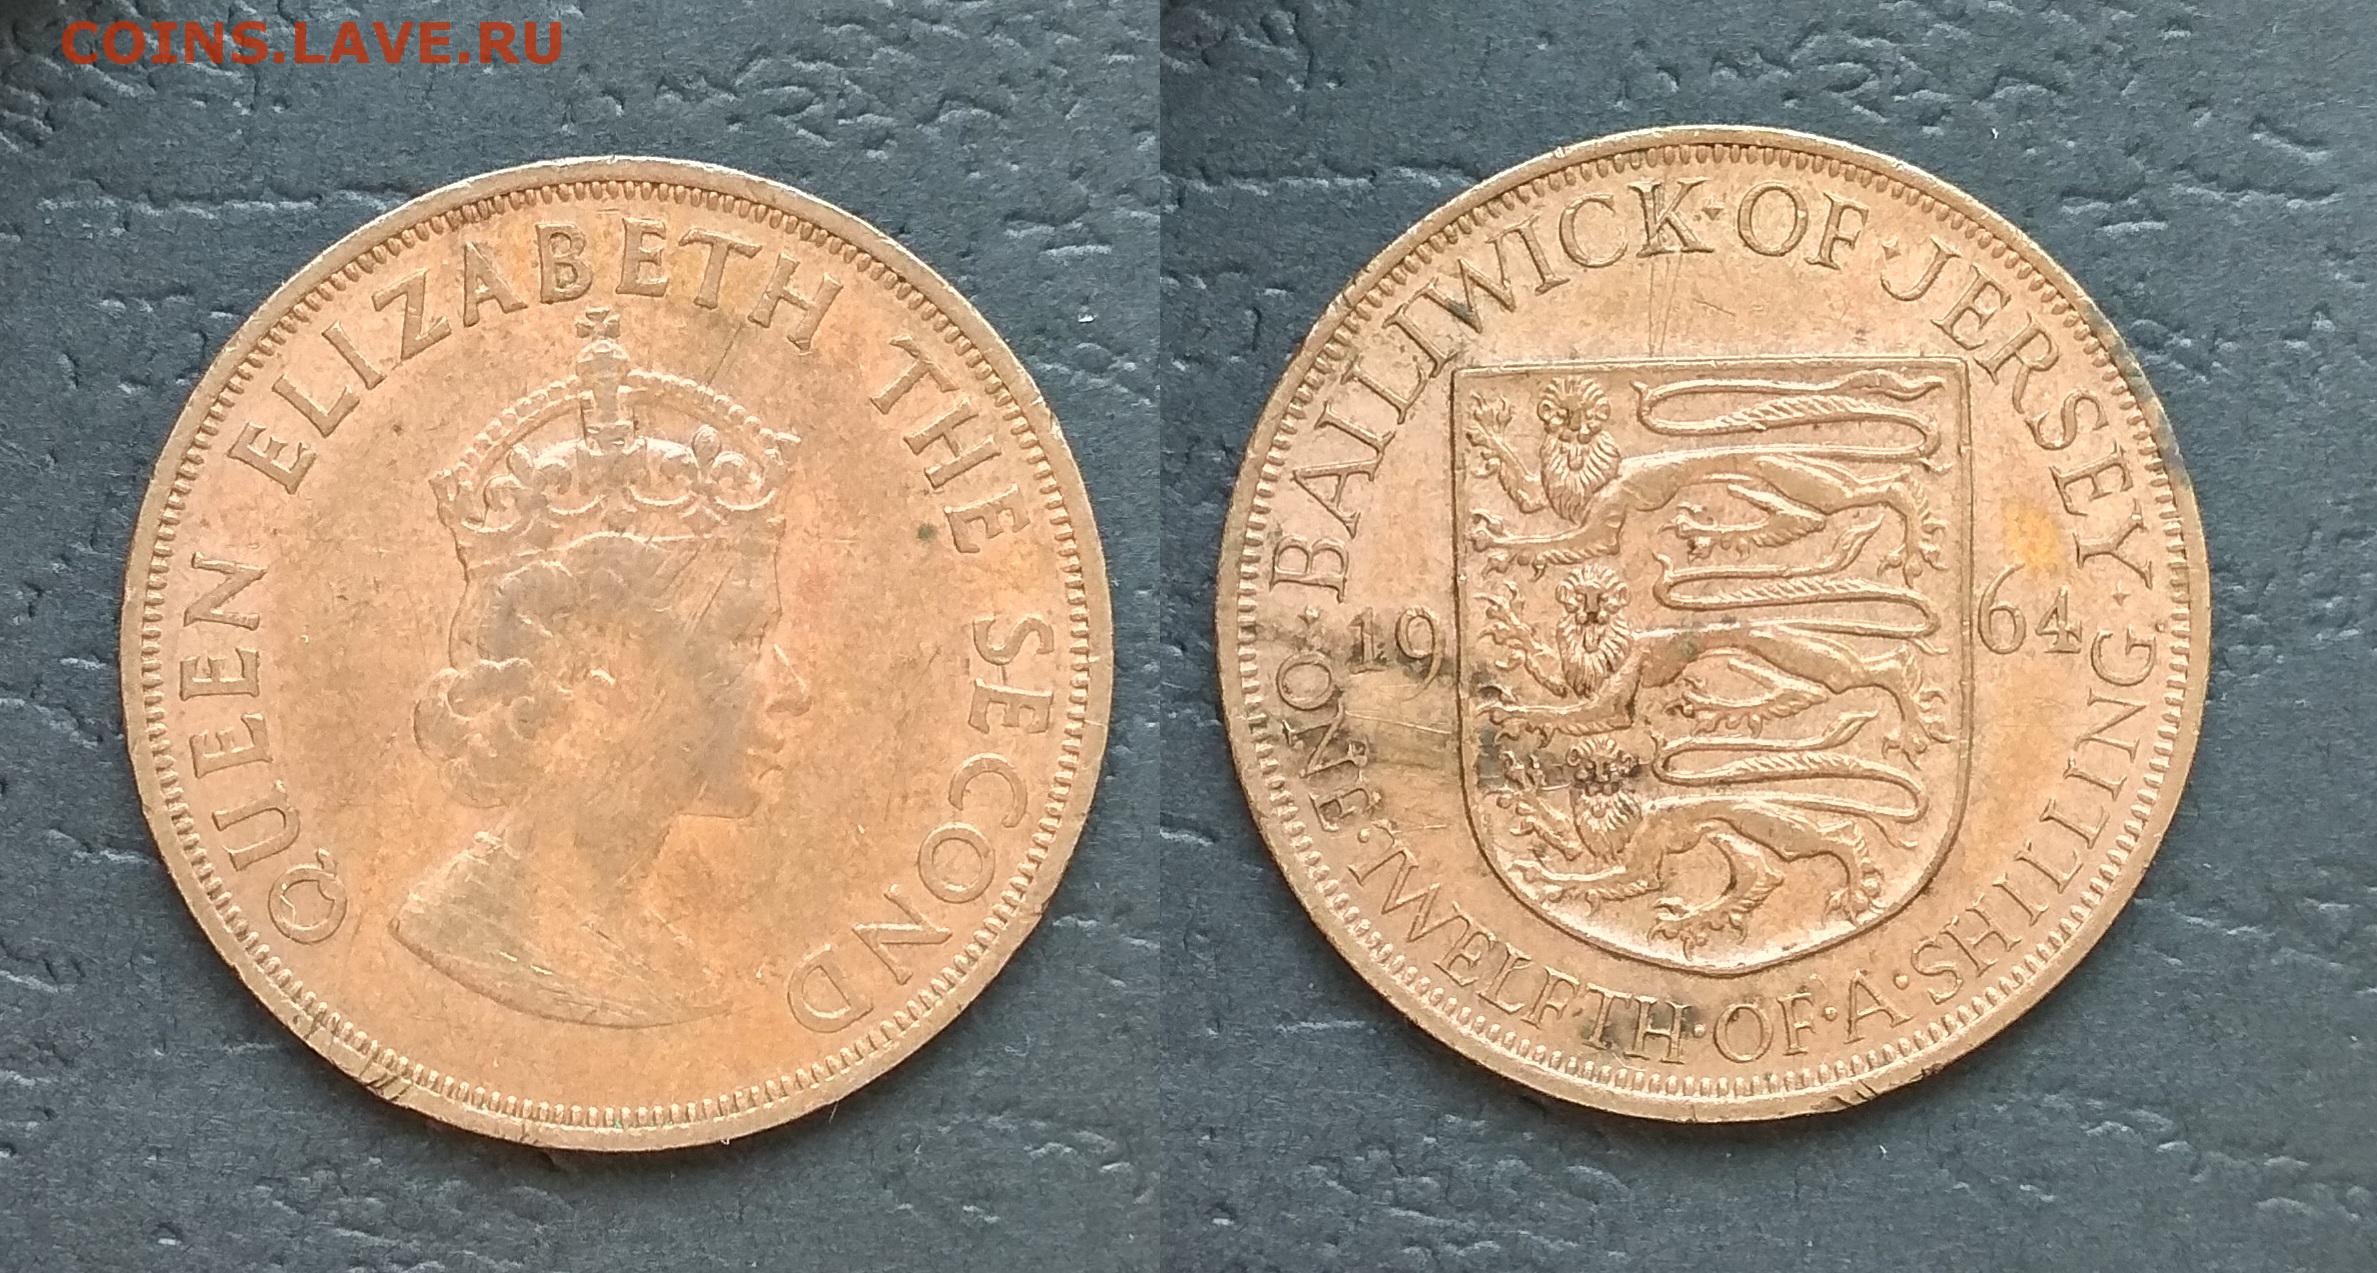 COINS.LAVE.RU
QUEEN ELIZABETH THE SECOND
· BAILIWICK · OF · JERSEY ·
19 64
ONE · TWELFTH · OF · A · SHILLING